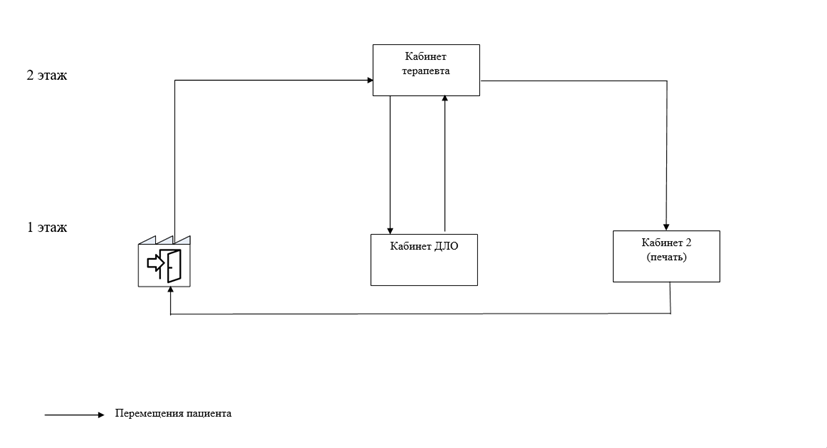 2 этаж
Кабинет
терапевта
1 этаж
Кабинет ДЛО
Кабинет 2
(печать)
Перемещения пациента